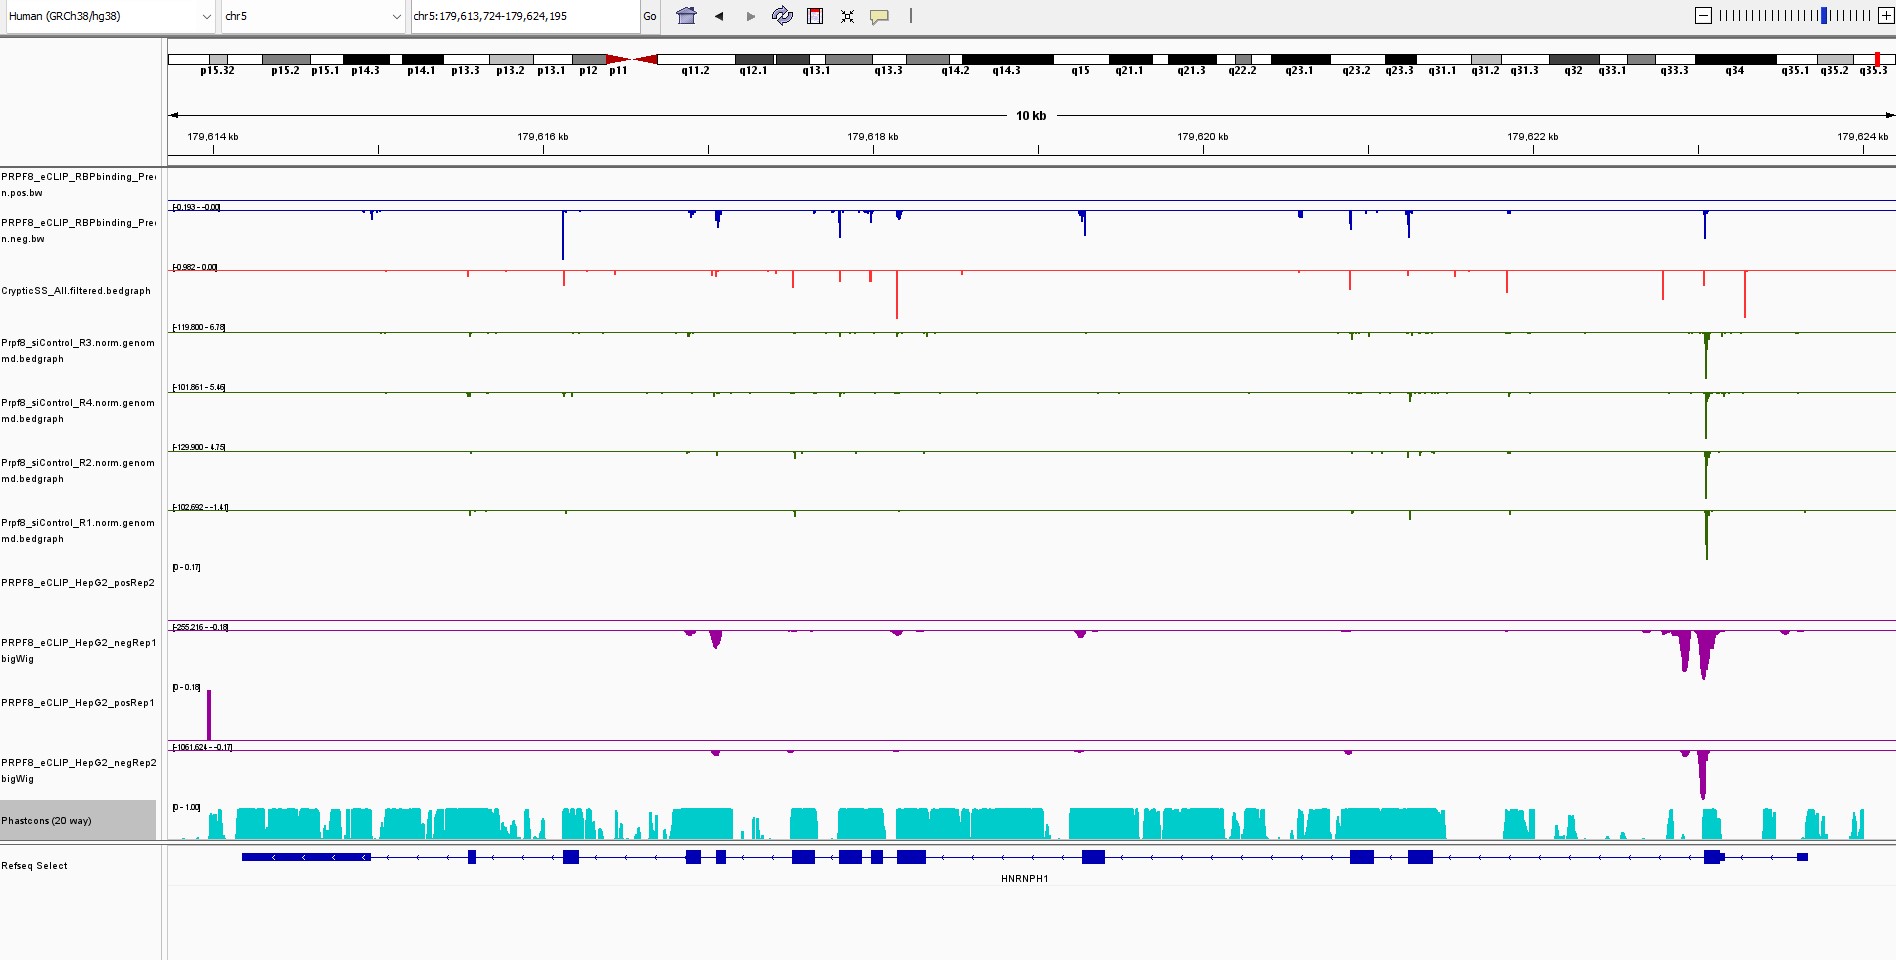 Human (GRCh38/hg38) chr5 chr5:179,613,724-179,624,195 Go
p15.32 p15.2 p15.1 p14.3 p14.1 p13.3 p13.2 p13.1 p12 p11 q11.2 q12.1 q13.1 q13.3 q14.2 q14.3 q15 q21.1 q21.3 q22.2 q23.1 q23.2 q23.3 q31.1 q31.2 q31.3 q32 q33.1 q33.3 q34 q35.1 q35.2 q35.3
10 kb
179,614 kb 179,616 kb 179,618 kb 179,620 kb 179,622 kb 179,624 kb
PRPF8_eCLIP_RBPbinding_Pre
n.pos.bw
[-0.193 - -0.00]
PRPF8_eCLIP_RBPbinding_Pre
n.neg.bw
[-0.982 - 0.00]
CrypticSS_All.filtered.bedgraph
[-119.800 - 6.78]
Prpf8_siControl_R3.norm.genom
md.bedgraph
[-101.861 - 5.46]
Prpf8_siControl_R4.norm.genom
md.bedgraph
[-129.900 - 4.75]
Prpf8_siControl_R2.norm.genom
md.bedgraph
[-102.692 - -1.41]
Prpf8_siControl_R1.norm.genom
md.bedgraph
[0 - 0.17]
PRPF8_eCLIP_HepG2_posRep2
[-255.216 - -0.18]
PRPF8_eCLIP_HepG2_negRep1
bigWig
[0 - 0.18]
PRPF8_eCLIP_HepG2_posRep1
[-1061.624 - -0.17]
PRPF8_eCLIP_HepG2_negRep2
bigWig
[0 - 1.00]
Phastcons (20 way)
Refseq Select
HNRNPH1